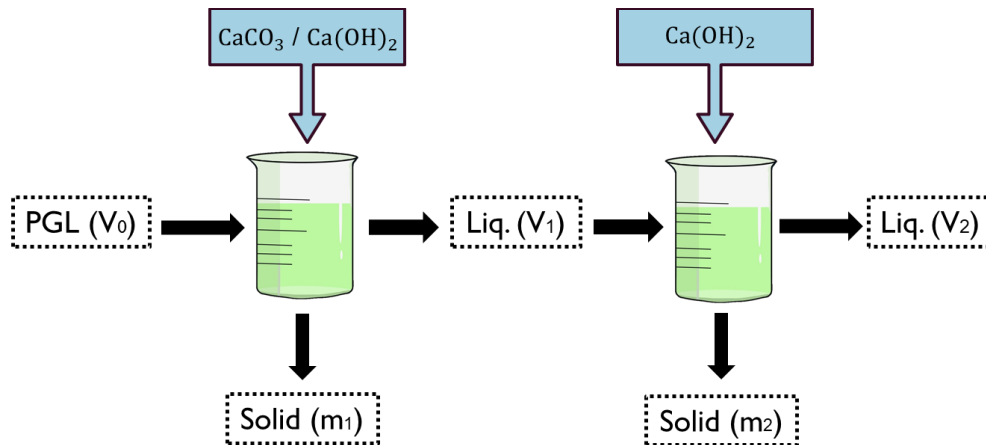 CaCO₃ / Ca(OH)₂
Ca(OH)₂
PGL (V₀)
Liq. (V₁)
Liq. (V₂)
Solid (m₁)
Solid (m₂)